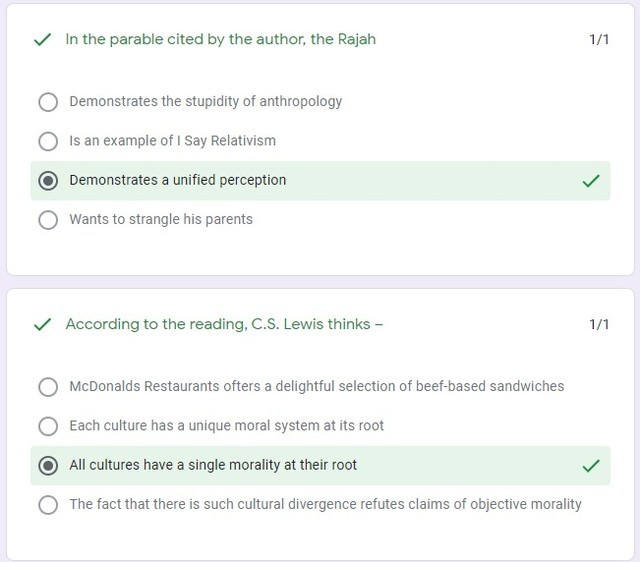 In the parable cited by the author, the Rajah 1/1
Demonstrates the stupidity of anthropology
Is an example of I Say Relativism
Demonstrates a unified perception
Wants to strangle his parents
According to the reading, C.S. Lewis thinks – 1/1
McDonalds Restaurants ofters a delightful selection of beef-based sandwiches
Each culture has a unique moral system at its root
All cultures have a single morality at their root
The fact that there is such cultural divergence refutes claims of objective morality